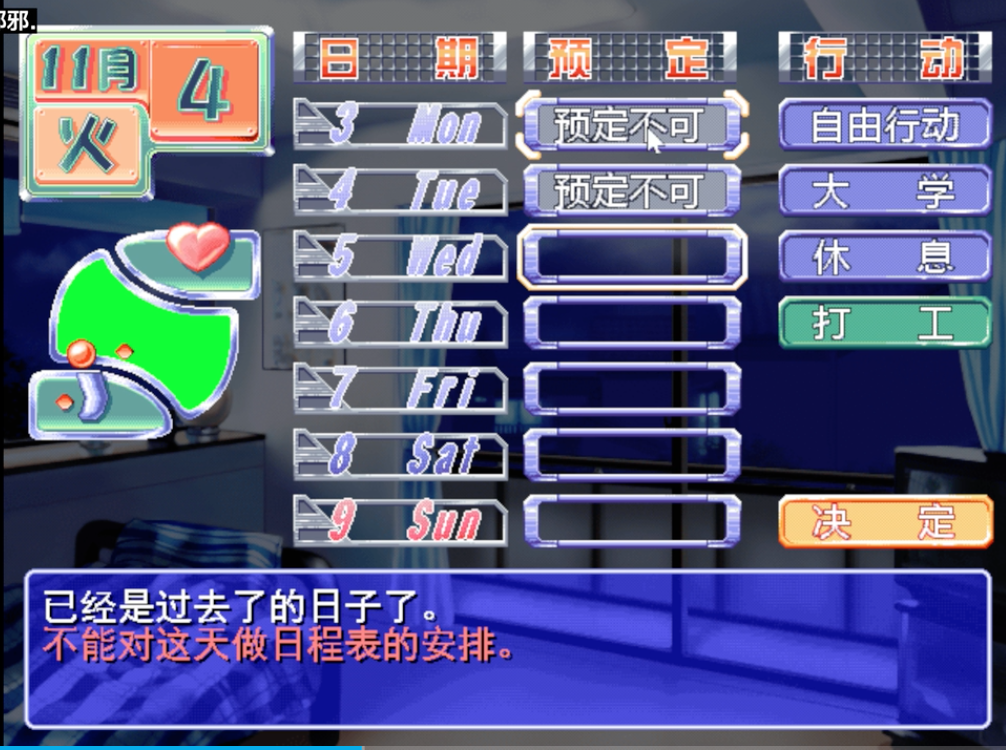 邪.
11月
4
火
日期 预定 行动
3 Mon 预定不可 自由行动
4 Tue 预定不可 大学
5 Wed 休息
6 Thu 打工
7 Fri
8 Sat
9 Sun 决定
已经是过去了的日子了。
不能对这天做日程表的安排。